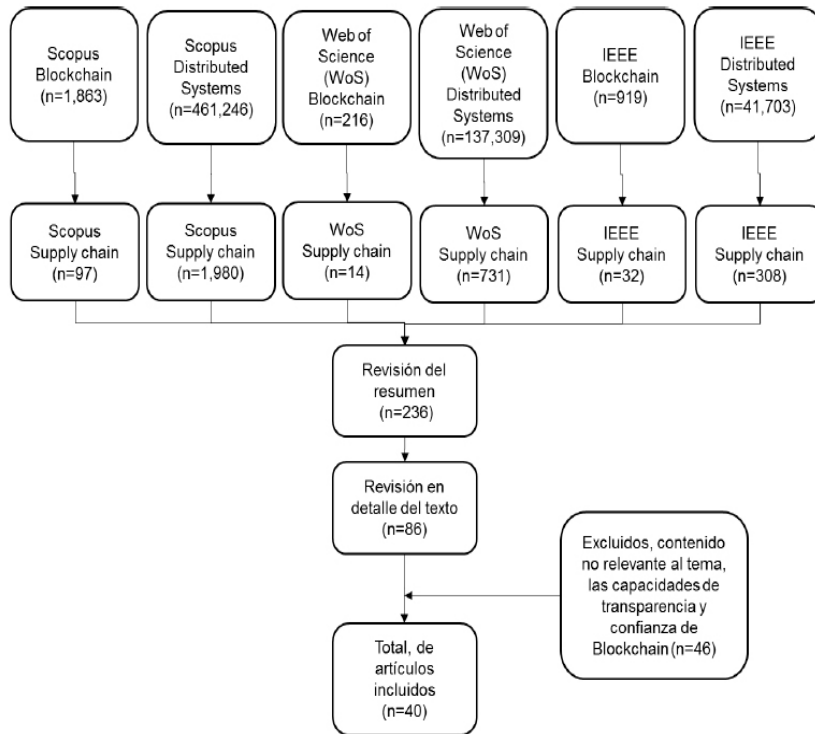 Scopus
Blockchain
(n=1,863)
Scopus
Distributed
Systems
(n=461,246)
Web of
Science (WoS)
Blockchain
(n=216)
Web of
Science (WoS)
Distributed
Systems
(n=137,309)
IEEE
Blockchain
(n=919)
IEEE
Distributed
Systems
(n=41,703)
Scopus
Supply chain
(n=97)
Scopus
Supply chain
(n=1,980)
WoS
Supply chain
(n=14)
WoS
Supply chain
(n=731)
IEEE
Supply chain
(n=32)
IEEE
Supply chain
(n=308)
Revisión del
resumen
(n=236)
Revisión en
detalle del texto
(n=86)
Excluidos, contenido
no relevante al tema,
las capacidades de
transparencia y
confianza de
Blockchain (n=46)
Total, de
artículos
incluidos
(n=40)